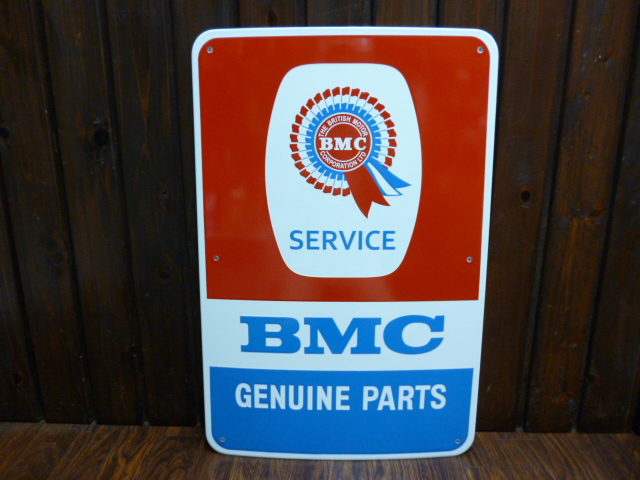 THE BRITISH MOTOR
BMC
CORPORATION LTD
SERVICE
BMC
GENUINE PARTS